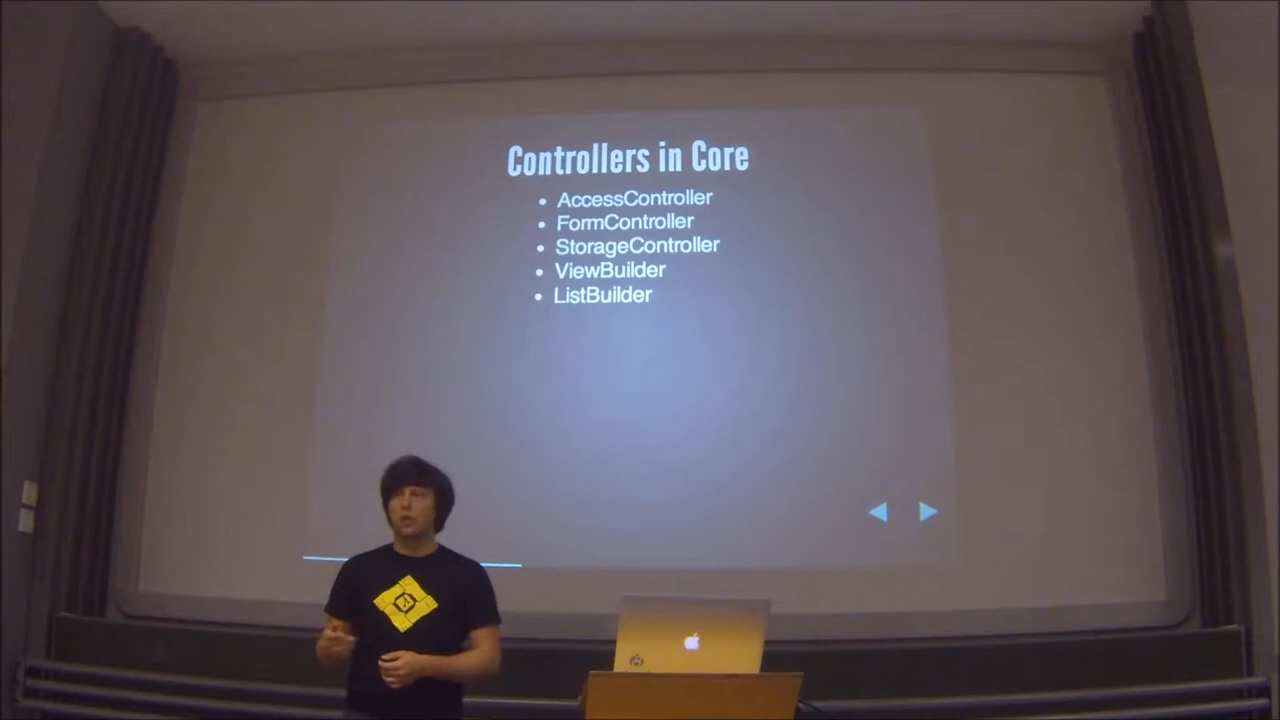 Controllers in Core
AccessController
FormController
StorageController
ViewBuilder
ListBuilder